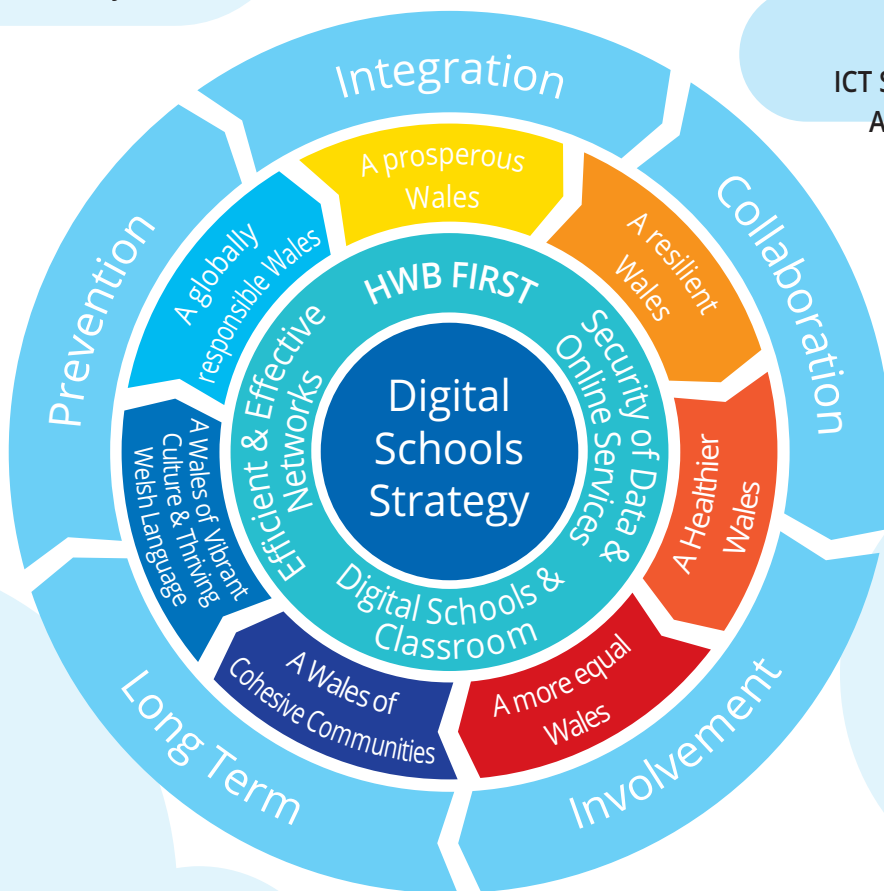 ICT
Integration
Collaboration
Involvement
Long Term
Prevention
A prosperous
Wales
A resilient
Wales
A Healthier
Wales
A more equal
Wales
A Wales of
Cohesive Communities
A Wales of Vibrant
Culture & Thriving
Welsh Language
A globally
responsible Wales
HWB FIRST
Security of Data &
Online Services
Digital Schools &
Classroom
Efficient & Effective
Networks
Digital
Schools
Strategy